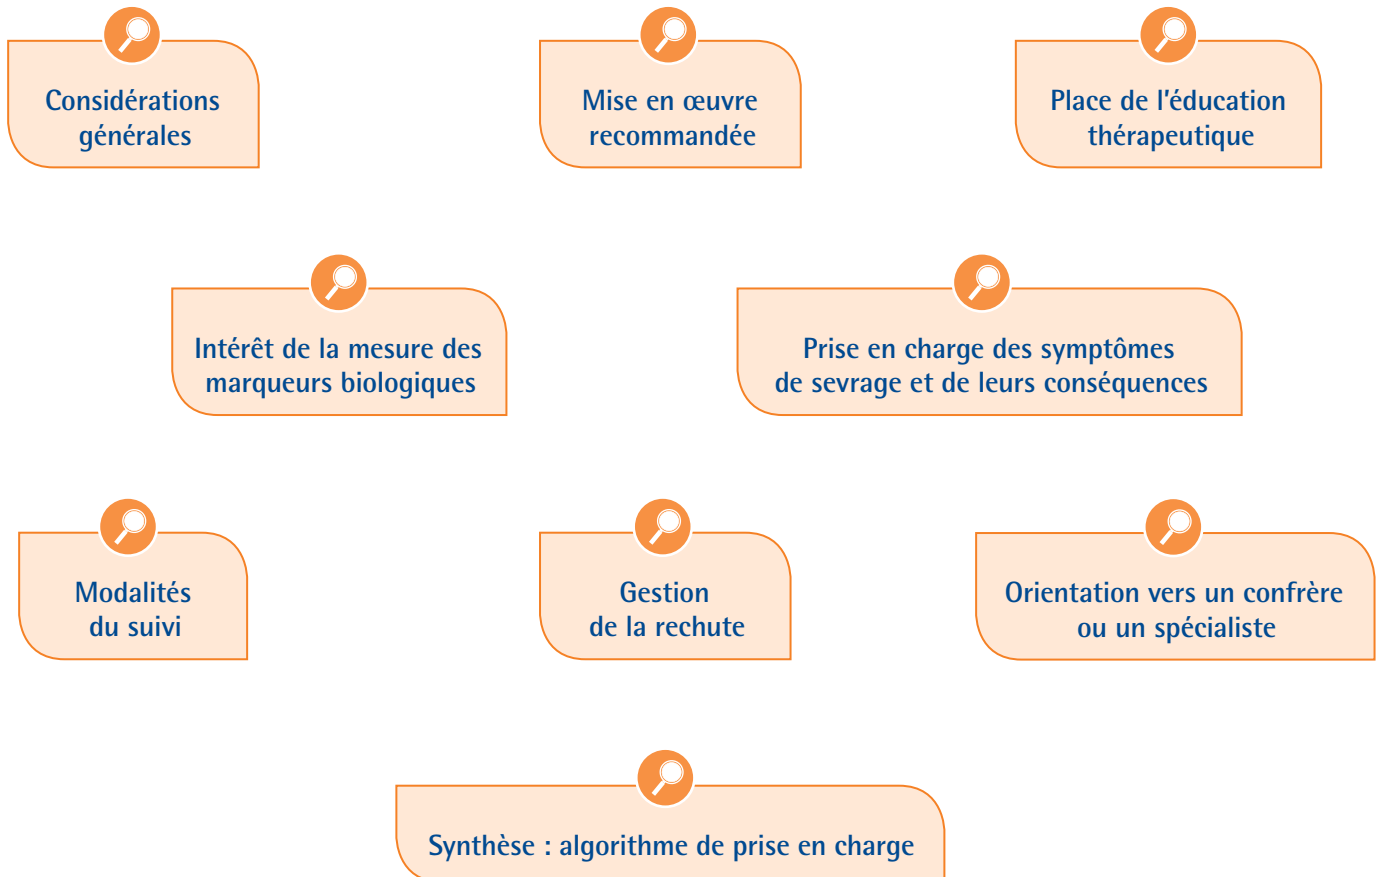 Considérations
générales
Mise en œuvre
recommandée
Place de l'éducation
thérapeutique
Intérêt de la mesure des
marqueurs biologiques
Prise en charge des symptômes
de sevrage et de leurs conséquences
Modalités
du suivi
Gestion
de la rechute
Orientation vers un confrère
ou un spécialiste
Synthèse : algorithme de prise en charge